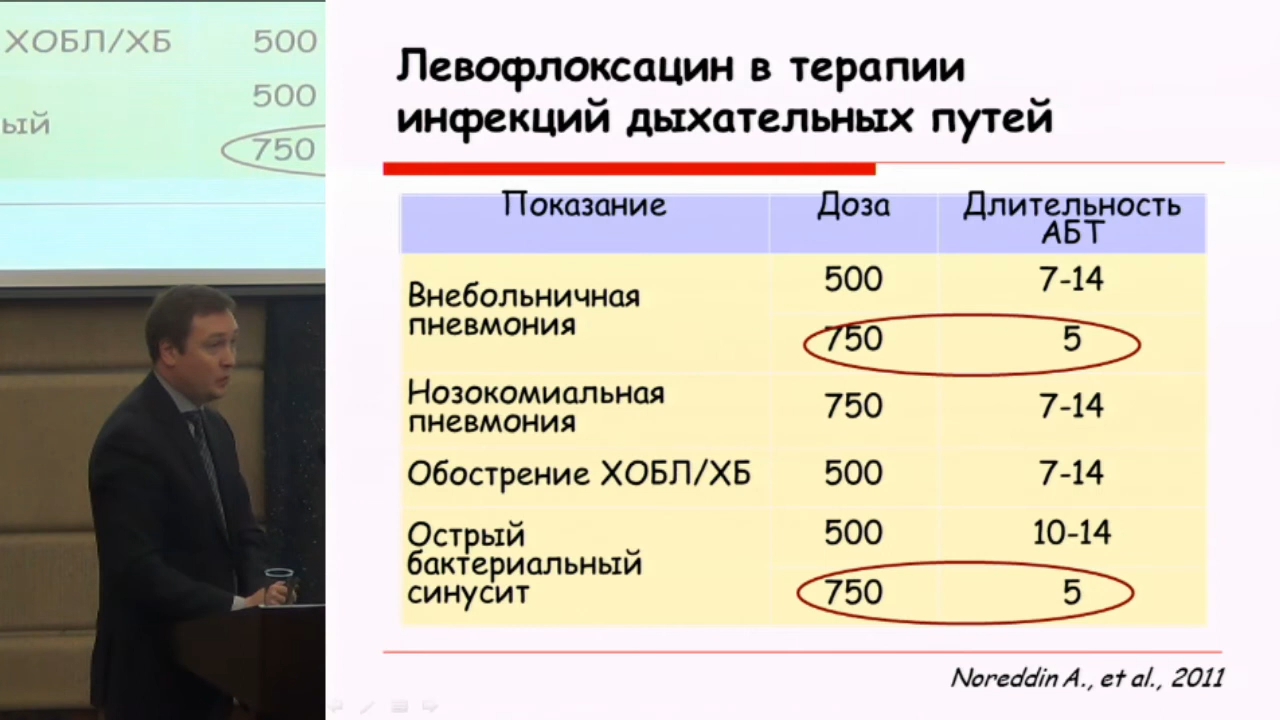 ХОБЛ/ХБ 500
500
ый
750
Левофлоксацин в терапии
инфекций дыхательных путей
Показание Доза Длительность
АБТ
Внебольничная
пневмония
500 7-14
750 5
Нозокомиальная
пневмония
750 7-14
Обострение ХОБЛ/ХБ 500 7-14
Острый
бактериальный
синусит
500 10-14
750 5
Noreddin A., et al., 2011